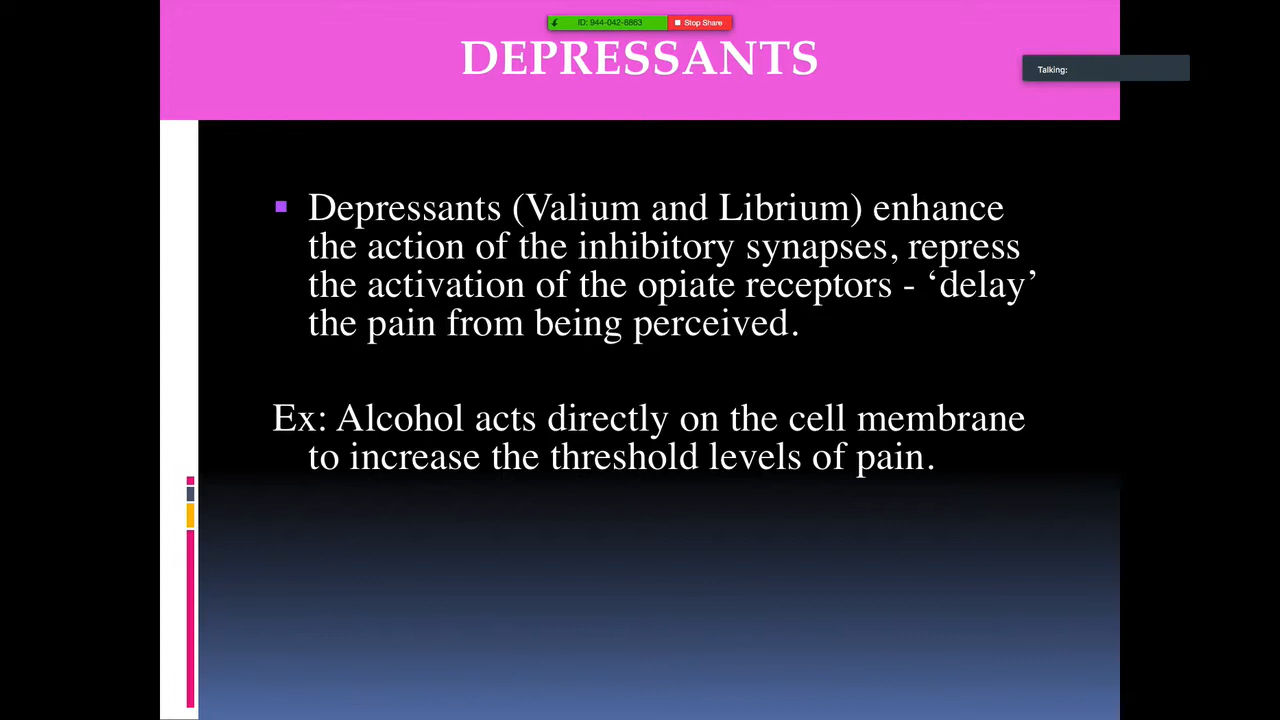 ID: 944-042-8863
Stop Share
DEPRESSANTS
Talking:
Depressants (Valium and Librium) enhance
the action of the inhibitory synapses, repress
the activation of the opiate receptors - ‘delay’
the pain from being perceived.
Ex: Alcohol acts directly on the cell membrane
to increase the threshold levels of pain.